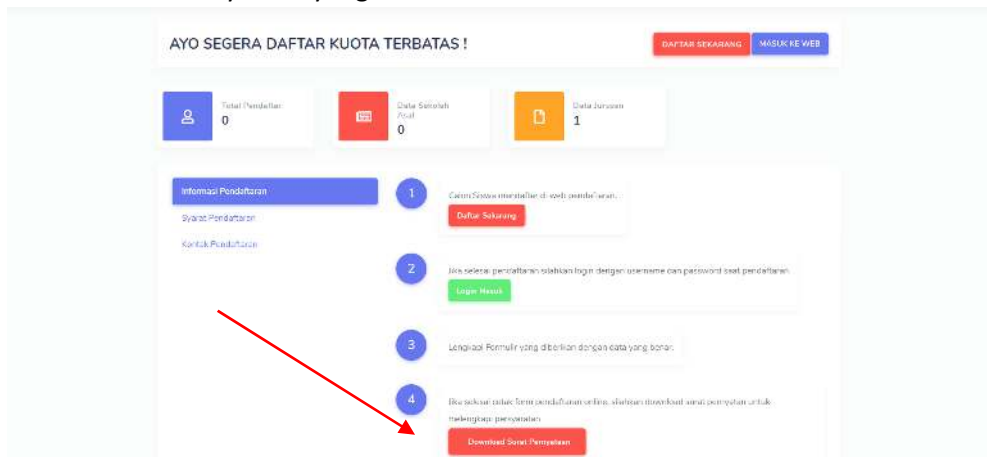 AYO SEGERA DAFTAR KUOTA TERBATAS !
DAFTAR SEKARANG
MASUK KE WEB
Total Pendaftar
0
Data Sekolah
Asal
0
Data Jurusan
1
Informasi Pendaftaran
Syarat Pendaftaran
Kontak Pendaftaran
1
Calon Siswa mendaftar di web pendaftaran.
Daftar Sekarang
2
Jika selesai pendaftaran silahkan login dengan username dan password saat pendaftaran
Login Masuk
3
Lengkapi Formulir yang diberikan dengan data yang benar.
4
Jika selesai cetak form pendaftaran online, silahkan download surat pernyatan untuk
melengkapi persyaratan
Download Surat Pernyataan